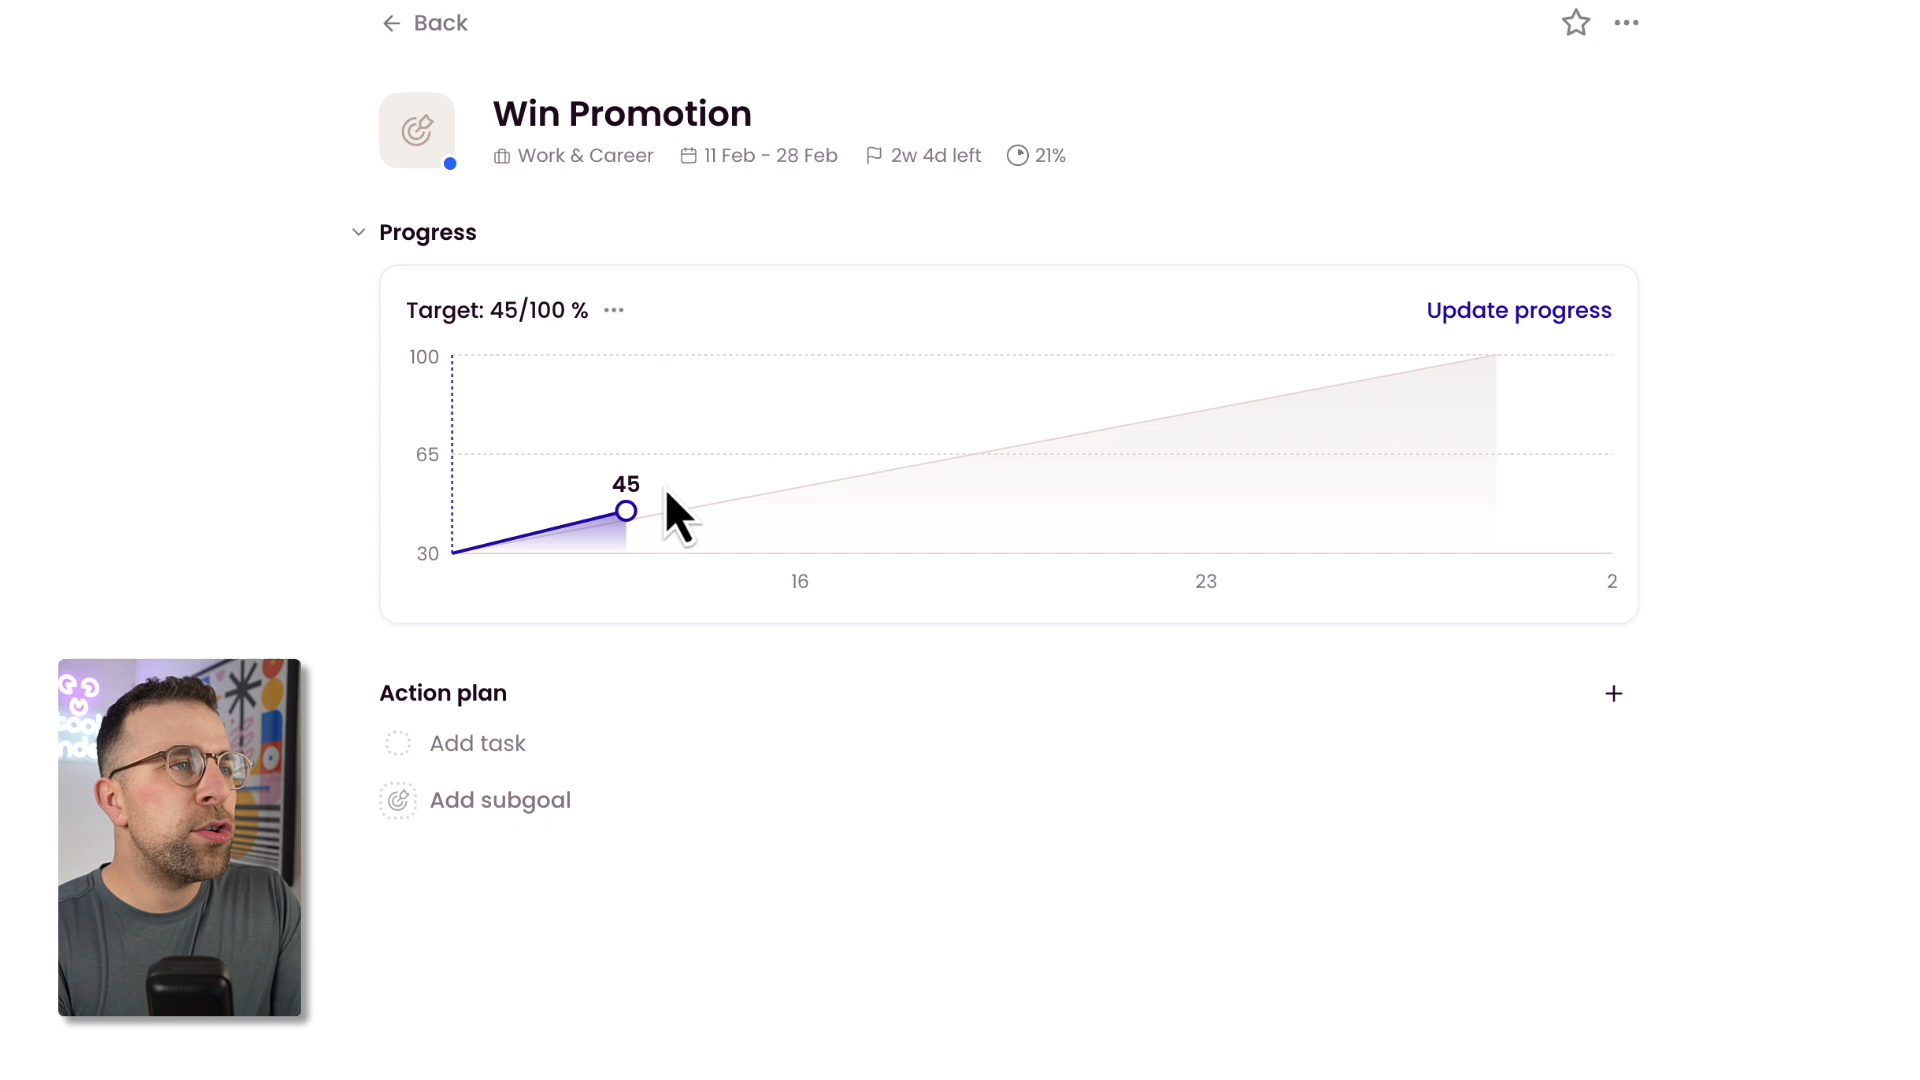 Back
Win Promotion
Work & Career 11 Feb - 28 Feb 2w 4d left 21%
Progress
Target: 45/100 %
Update progress
100
65
45
30
16 23 2
Action plan
Add task
Add subgoal